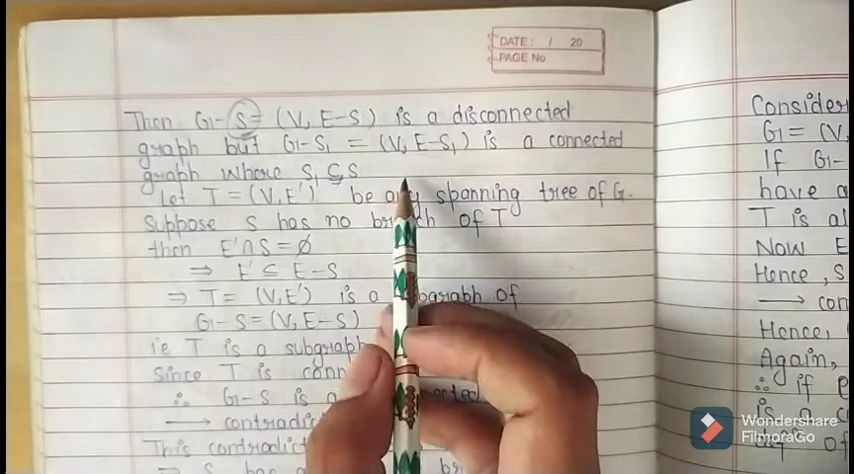 DATE: / 20
PAGE No
Then G1-S = (V, E-S) is a disconnected
graph but G1-S₁ = (V, E-S₁) is a connected
graph where S₁ ⊊ S
Let T = (V, E') be any spanning tree of G.
Suppose S has no branch of T
then E'∩S = ∅
⇒ E' ⊆ E-S
⇒ T = (V, E') is a subgraph of
G1-S = (V, E-S)
ie T is a subgraph
Since T is conn
∴ G1-S is a
→ contradic
This contradict
⇒ S has
Consider
G1 = (V,
If G1-
have a
T is al
Now E
Hence, S
→ con
Hence,
Again,
∴ if
is a c
Wondershare
FilmoraGo